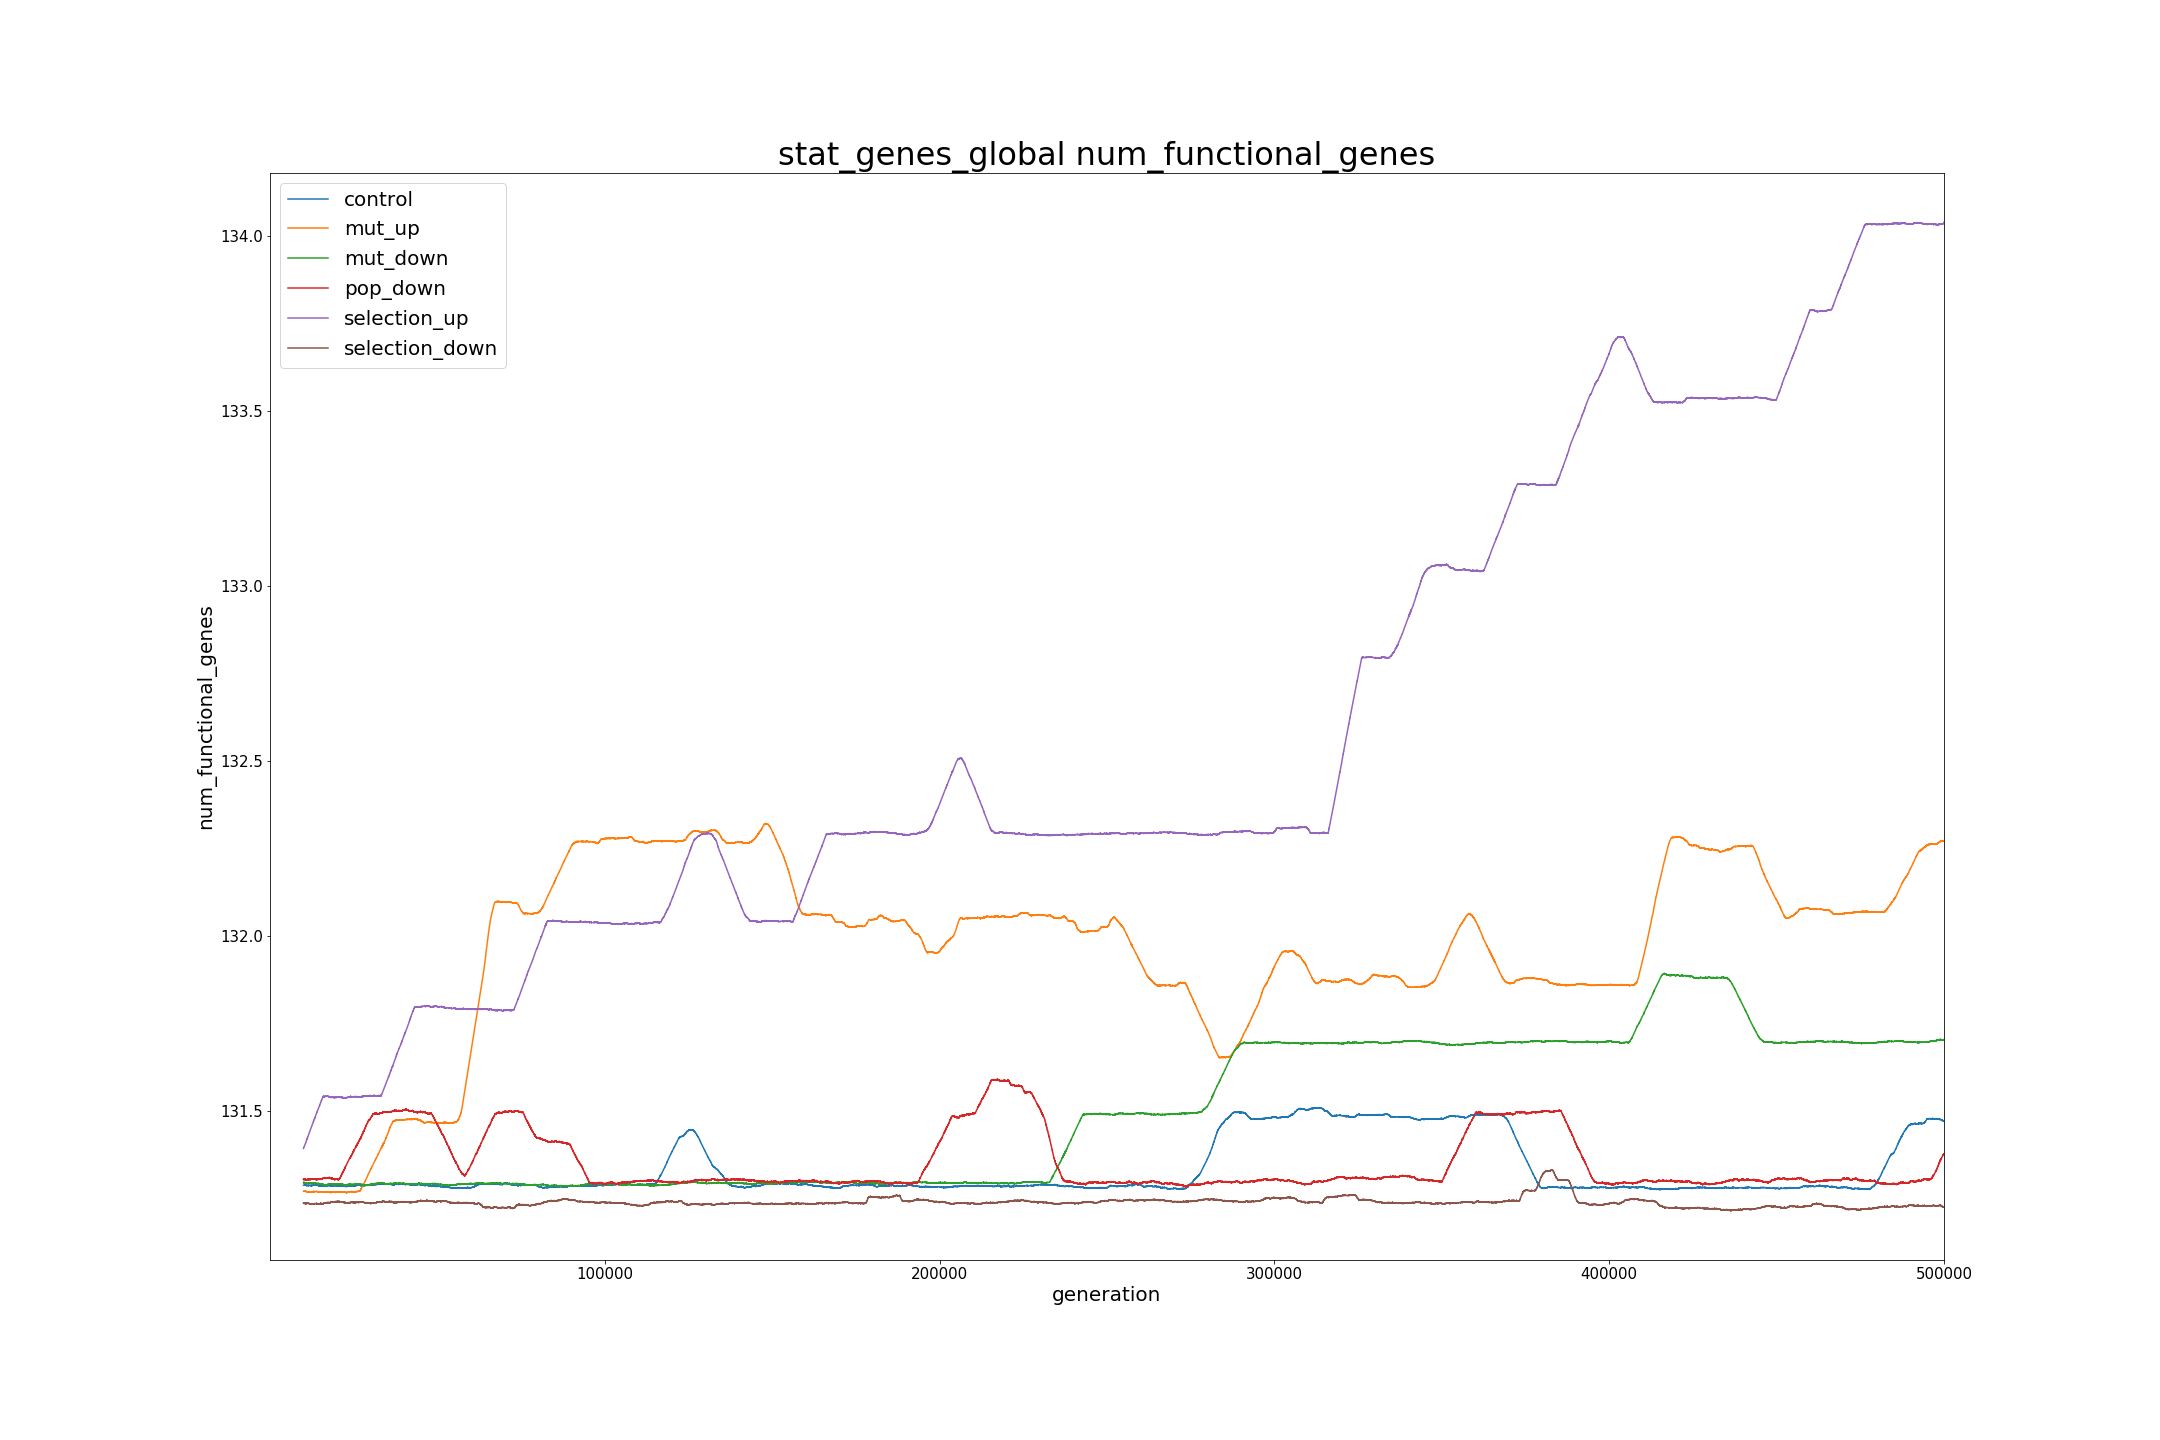 stat_genes_global num_functional_genes
control
mut_up
mut_down
pop_down
selection_up
selection_down
134.0
133.5
133.0
132.5
132.0
131.5
num_functional_genes
100000
200000
300000
400000
500000
generation